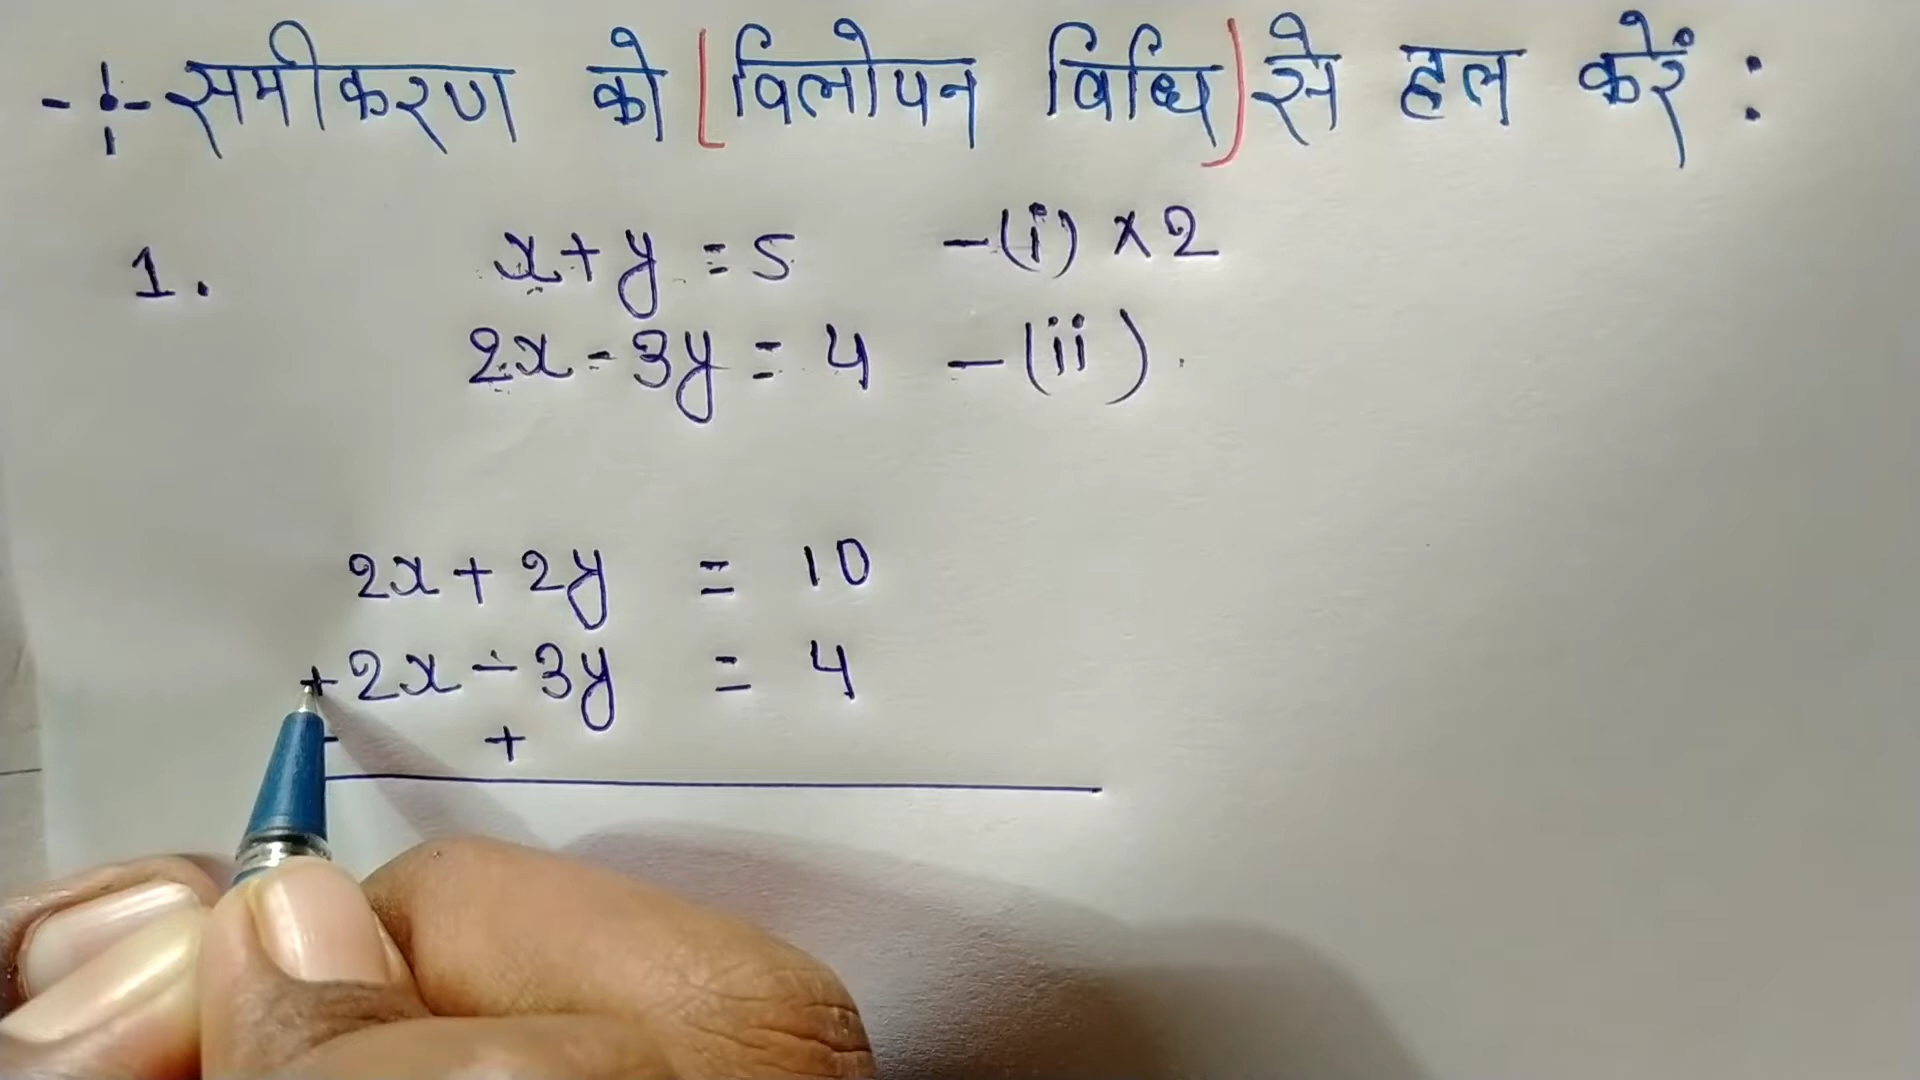 -:- समीकरण को (विलोपन विधि) से हल करें :
1. x + y = 5 -(i) × 2
2x - 3y = 4 -(ii)
2x + 2y = 10
+2x - 3y = 4
- +